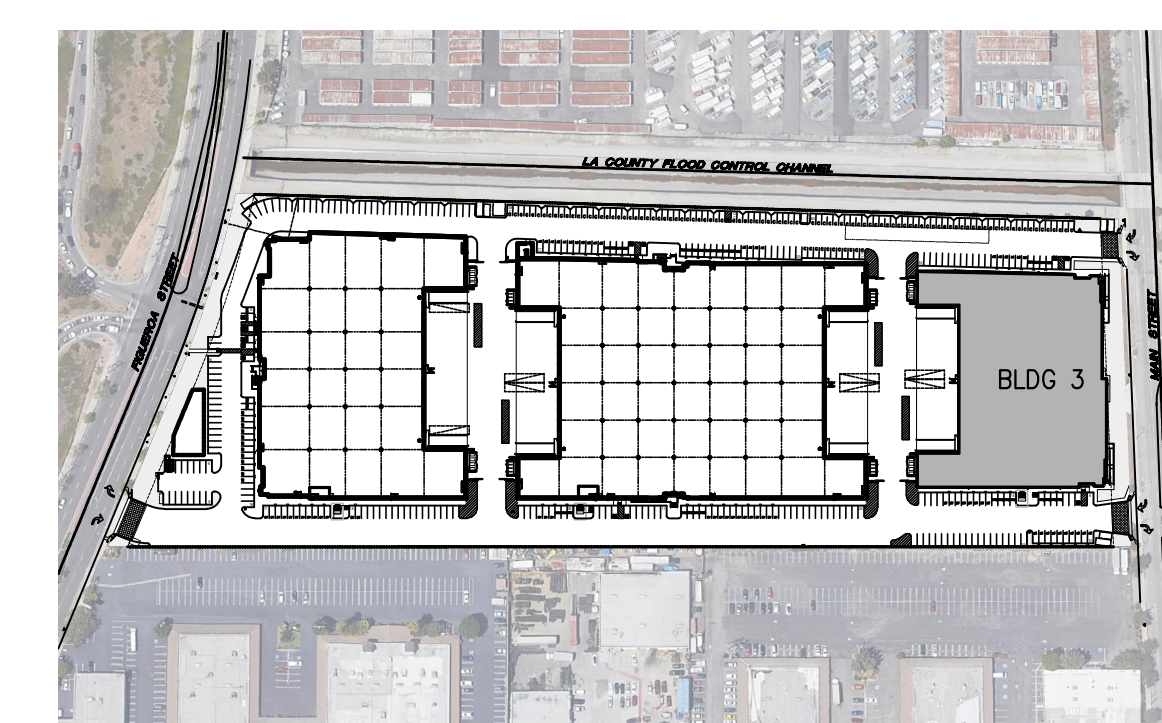 LA COUNTY FLOOD CONTROL CHANNEL
FIGUEROA STREET
MAIN STREET
BLDG 3